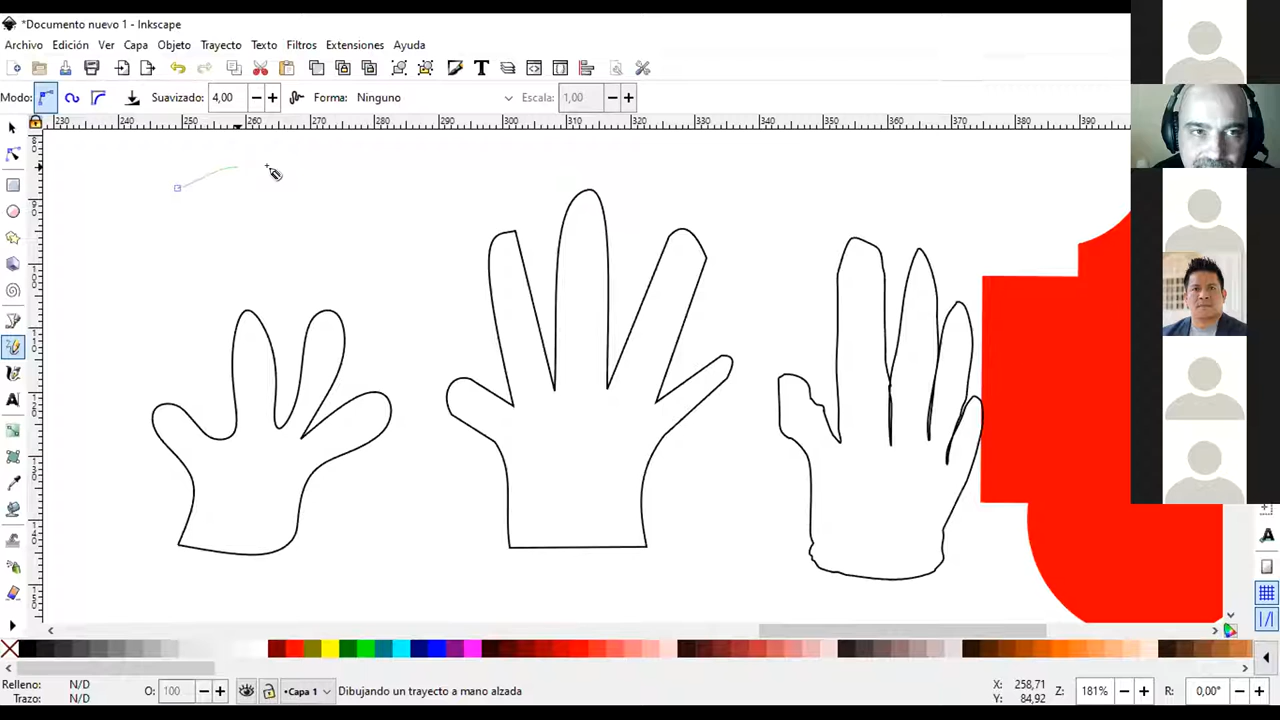 *Documento nuevo 1 - Inkscape
Archivo Edición Ver Capa Objeto Trayecto Texto Filtros Extensiones Ayuda
Modo: Suavizado: 4,00 Forma: Ninguno Escala: 1,00
230 240 250 260 270 280 290 300 310 320 330 340 350 360 370 380 390
Relleno: N/D O: 100 •Capa 1 Dibujando un trayecto a mano alzada X: 258,71 Z: 181% R: 0,00°
Trazo: N/D Y: 84,92